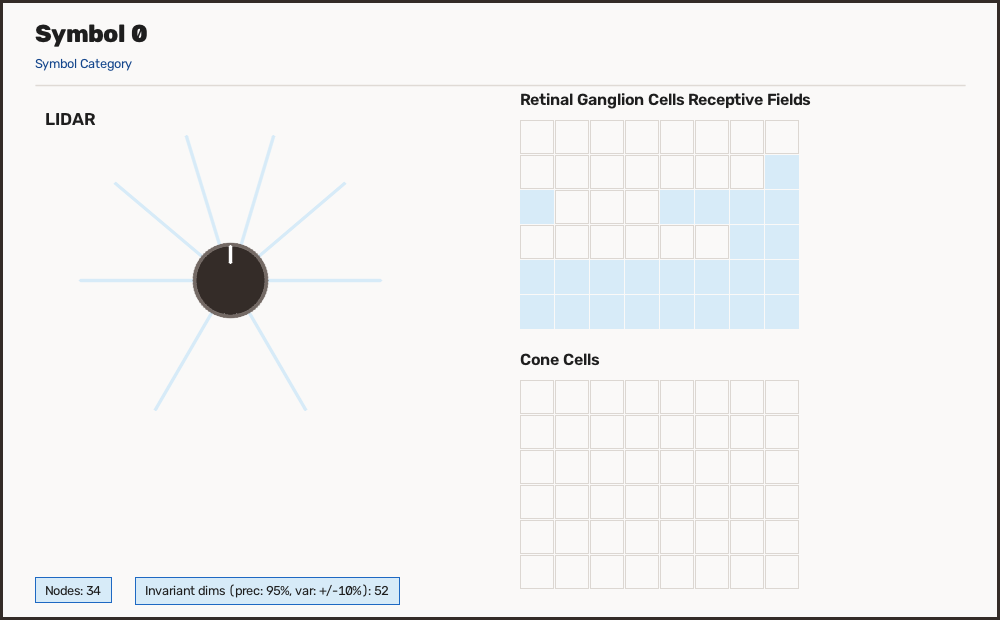 Symbol 0
Symbol Category
LIDAR
Retinal Ganglion Cells Receptive Fields
Cone Cells
Nodes: 34
Invariant dims (prec: 95%, var: +/-10%): 52